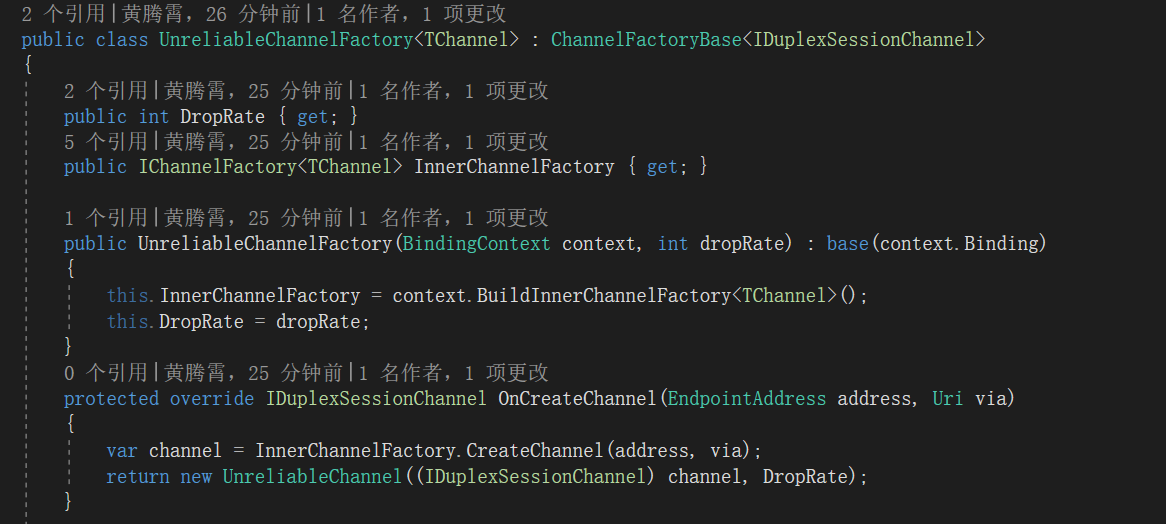 2 个引用|黄腾霄，26 分钟前|1 名作者，1 项更改
public class UnreliableChannelFactory<TChannel> : ChannelFactoryBase<IDuplexSessionChannel>
{
2 个引用|黄腾霄，25 分钟前|1 名作者，1 项更改
public int DropRate { get; }
5 个引用|黄腾霄，25 分钟前|1 名作者，1 项更改
public IChannelFactory<TChannel> InnerChannelFactory { get; }
1 个引用|黄腾霄，25 分钟前|1 名作者，1 项更改
public UnreliableChannelFactory(BindingContext context, int dropRate) : base(context.Binding)
{
this.InnerChannelFactory = context.BuildInnerChannelFactory<TChannel>();
this.DropRate = dropRate;
}
0 个引用|黄腾霄，25 分钟前|1 名作者，1 项更改
protected override IDuplexSessionChannel OnCreateChannel(EndpointAddress address, Uri via)
{
var channel = InnerChannelFactory.CreateChannel(address, via);
return new UnreliableChannel((IDuplexSessionChannel) channel, DropRate);
}